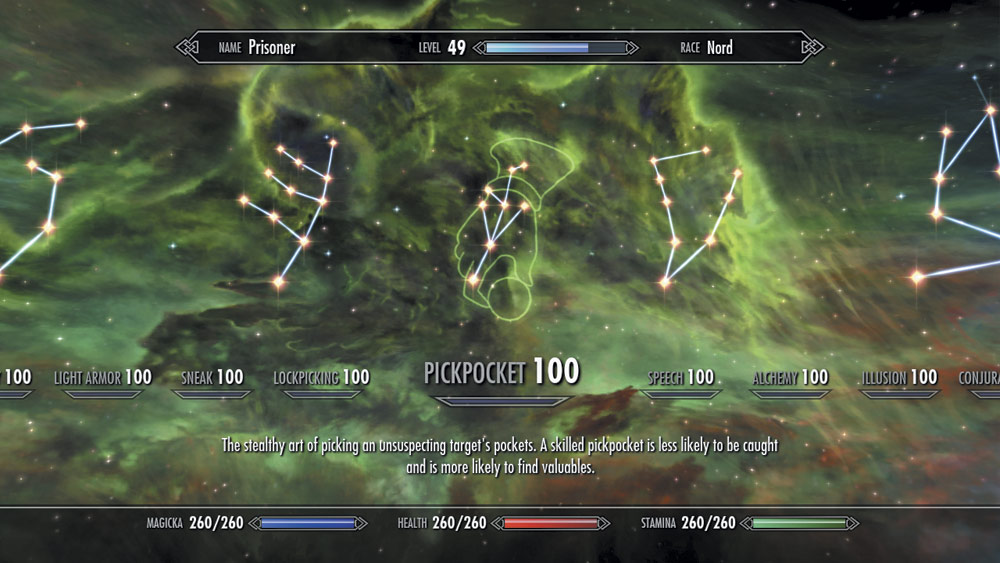 NAME Prisoner LEVEL 49 RACE Nord
100 LIGHT ARMOR 100 SNEAK 100 LOCKPICKING 100 PICKPOCKET 100 SPEECH 100 ALCHEMY 100 ILLUSION 100 CONJURA
The stealthy art of picking an unsuspecting target's pockets. A skilled pickpocket is less likely to be caught
and is more likely to find valuables.
MAGICKA 260/260 HEALTH 260/260 STAMINA 260/260